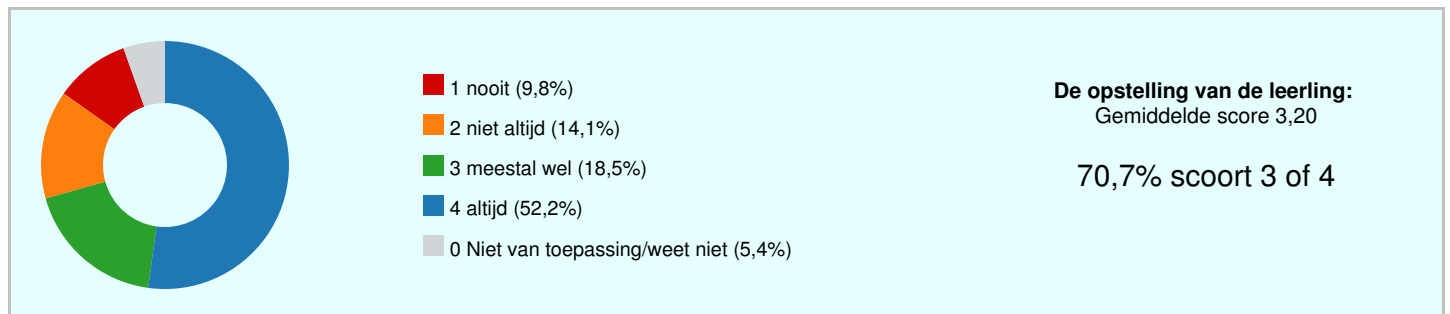 1 nooit (9,8%)
2 niet altijd (14,1%)
3 meestal wel (18,5%)
4 altijd (52,2%)
0 Niet van toepassing/weet niet (5,4%)
De opstelling van de leerling:
Gemiddelde score 3,20
70,7% scoort 3 of 4